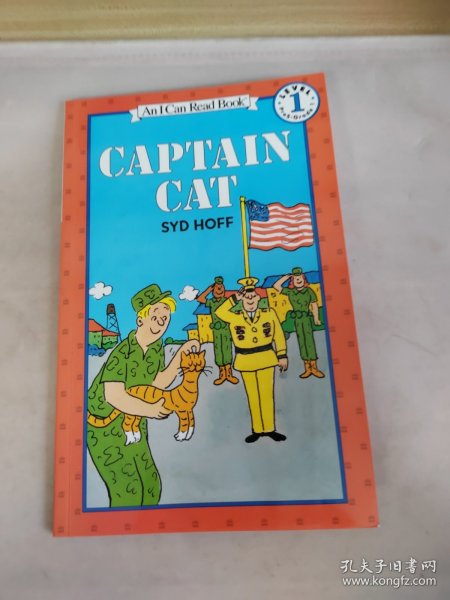 An I Can Read Book
LEVEL
1
CAPTAIN
CAT
SYD HOFF
孔夫子旧书网
www.kongfz.com